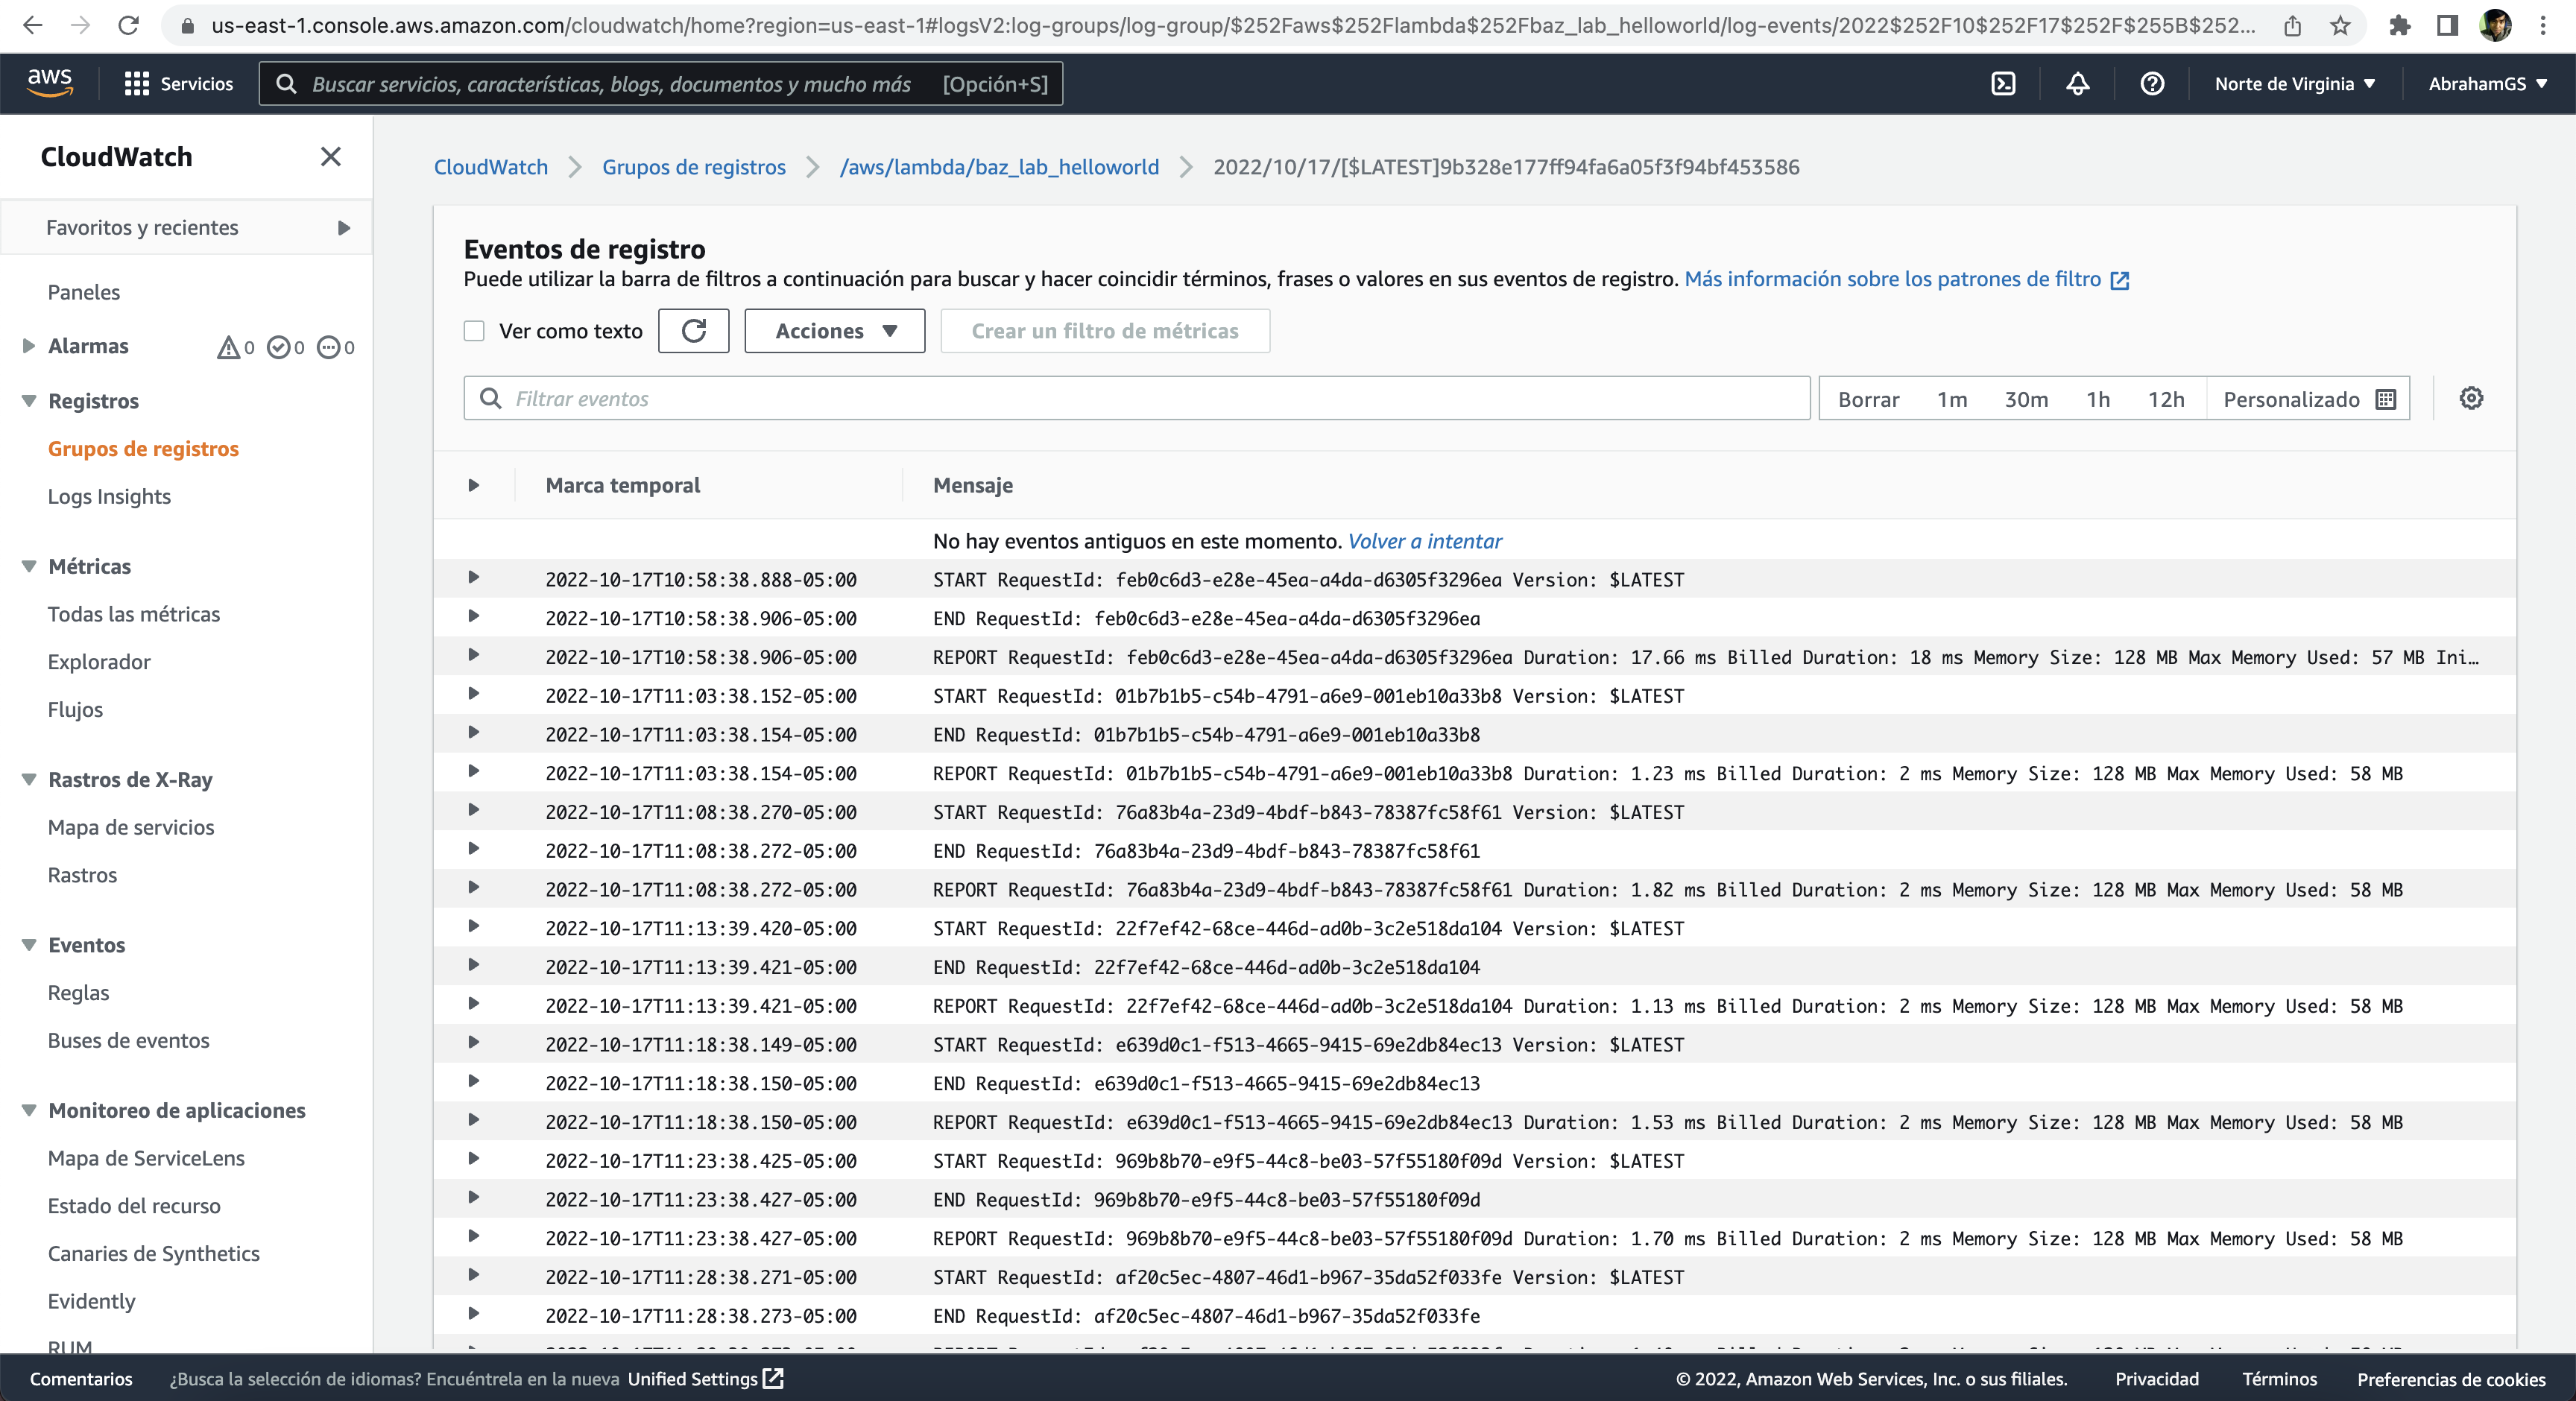 us-east-1.console.aws.amazon.com/cloudwatch/home?region=us-east-1#logsV2:log-groups/log-group/$252Faws$252Flambda$252Fbaz_lab_helloworld/log-events/2022$252F10$252F17$252F$255B$252...
aws
Servicios
Buscar servicios, características, blogs, documentos y mucho más [Opción+S]
Norte de Virginia
AbrahamGS
CloudWatch
Favoritos y recientes
Paneles
Alarmas 0 0 0
Registros
Grupos de registros
Logs Insights
Métricas
Todas las métricas
Explorador
Flujos
Rastros de X-Ray
Mapa de servicios
Rastros
Eventos
Reglas
Buses de eventos
Monitoreo de aplicaciones
Mapa de ServiceLens
Estado del recurso
Canaries de Synthetics
Evidently
RUM
CloudWatch Grupos de registros /aws/lambda/baz_lab_helloworld 2022/10/17/[$LATEST]9b328e177ff94fa6a05f3f94bf453586
Eventos de registro
Puede utilizar la barra de filtros a continuación para buscar y hacer coincidir términos, frases o valores en sus eventos de registro. Más información sobre los patrones de filtro
Ver como texto Acciones Crear un filtro de métricas
Filtrar eventos Borrar 1m 30m 1h 12h Personalizado
Marca temporal Mensaje
No hay eventos antiguos en este momento. Volver a intentar
2022-10-17T10:58:38.888-05:00 START RequestId: feb0c6d3-e28e-45ea-a4da-d6305f3296ea Version: $LATEST
2022-10-17T10:58:38.906-05:00 END RequestId: feb0c6d3-e28e-45ea-a4da-d6305f3296ea
2022-10-17T10:58:38.906-05:00 REPORT RequestId: feb0c6d3-e28e-45ea-a4da-d6305f3296ea Duration: 17.66 ms Billed Duration: 18 ms Memory Size: 128 MB Max Memory Used: 57 MB Ini…
2022-10-17T11:03:38.152-05:00 START RequestId: 01b7b1b5-c54b-4791-a6e9-001eb10a33b8 Version: $LATEST
2022-10-17T11:03:38.154-05:00 END RequestId: 01b7b1b5-c54b-4791-a6e9-001eb10a33b8
2022-10-17T11:03:38.154-05:00 REPORT RequestId: 01b7b1b5-c54b-4791-a6e9-001eb10a33b8 Duration: 1.23 ms Billed Duration: 2 ms Memory Size: 128 MB Max Memory Used: 58 MB
2022-10-17T11:08:38.270-05:00 START RequestId: 76a83b4a-23d9-4bdf-b843-78387fc58f61 Version: $LATEST
2022-10-17T11:08:38.272-05:00 END RequestId: 76a83b4a-23d9-4bdf-b843-78387fc58f61
2022-10-17T11:08:38.272-05:00 REPORT RequestId: 76a83b4a-23d9-4bdf-b843-78387fc58f61 Duration: 1.82 ms Billed Duration: 2 ms Memory Size: 128 MB Max Memory Used: 58 MB
2022-10-17T11:13:39.420-05:00 START RequestId: 22f7ef42-68ce-446d-ad0b-3c2e518da104 Version: $LATEST
2022-10-17T11:13:39.421-05:00 END RequestId: 22f7ef42-68ce-446d-ad0b-3c2e518da104
2022-10-17T11:13:39.421-05:00 REPORT RequestId: 22f7ef42-68ce-446d-ad0b-3c2e518da104 Duration: 1.13 ms Billed Duration: 2 ms Memory Size: 128 MB Max Memory Used: 58 MB
2022-10-17T11:18:38.149-05:00 START RequestId: e639d0c1-f513-4665-9415-69e2db84ec13 Version: $LATEST
2022-10-17T11:18:38.150-05:00 END RequestId: e639d0c1-f513-4665-9415-69e2db84ec13
2022-10-17T11:18:38.150-05:00 REPORT RequestId: e639d0c1-f513-4665-9415-69e2db84ec13 Duration: 1.53 ms Billed Duration: 2 ms Memory Size: 128 MB Max Memory Used: 58 MB
2022-10-17T11:23:38.425-05:00 START RequestId: 969b8b70-e9f5-44c8-be03-57f55180f09d Version: $LATEST
2022-10-17T11:23:38.427-05:00 END RequestId: 969b8b70-e9f5-44c8-be03-57f55180f09d
2022-10-17T11:23:38.427-05:00 REPORT RequestId: 969b8b70-e9f5-44c8-be03-57f55180f09d Duration: 1.70 ms Billed Duration: 2 ms Memory Size: 128 MB Max Memory Used: 58 MB
2022-10-17T11:28:38.271-05:00 START RequestId: af20c5ec-4807-46d1-b967-35da52f033fe Version: $LATEST
2022-10-17T11:28:38.273-05:00 END RequestId: af20c5ec-4807-46d1-b967-35da52f033fe
Comentarios ¿Busca la selección de idiomas? Encuéntrela en la nueva Unified Settings © 2022, Amazon Web Services, Inc. o sus filiales. Privacidad Términos Preferencias de cookies